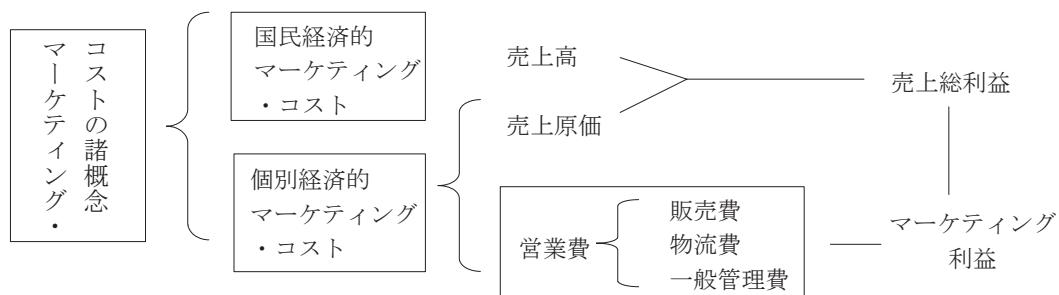 マーケティング・
コストの諸概念
国民経済的
マーケティング
・コスト
個別経済的
マーケティング
・コスト
売上高
売上原価
営業費
販売費
物流費
一般管理費
売上総利益
マーケティング
利益